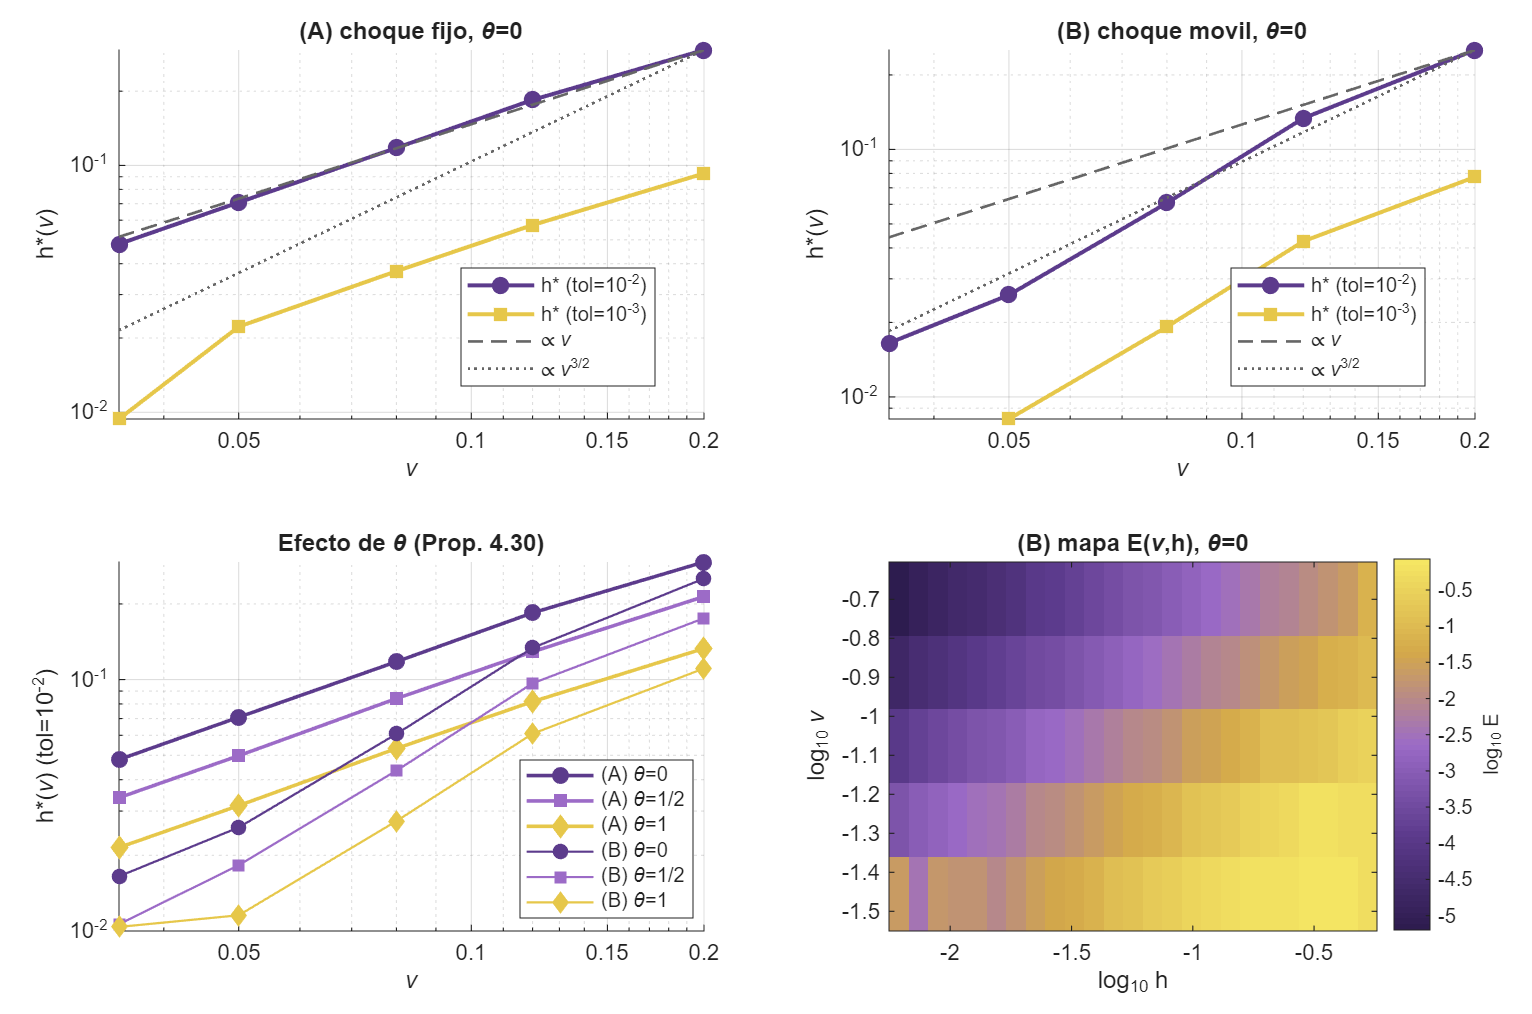 (A) choque fijo, θ=0
h*(ν)
10⁻¹
10⁻²
h* (tol=10⁻²)
h* (tol=10⁻³)
∝ ν
∝ ν³ᐟ²
0.05 0.1 0.15 0.2
ν
(B) choque movil, θ=0
h*(ν)
10⁻¹
10⁻²
h* (tol=10⁻²)
h* (tol=10⁻³)
∝ ν
∝ ν³ᐟ²
0.05 0.1 0.15 0.2
ν
Efecto de θ (Prop. 4.30)
h*(ν) (tol=10⁻²)
10⁻¹
10⁻²
(A) θ=0
(A) θ=1/2
(A) θ=1
(B) θ=0
(B) θ=1/2
(B) θ=1
0.05 0.1 0.15 0.2
ν
(B) mapa E(ν,h), θ=0
log₁₀ ν
-0.7
-0.8
-0.9
-1
-1.1
-1.2
-1.3
-1.4
-1.5
-2 -1.5 -1 -0.5
log₁₀ h
-0.5
-1
-1.5
-2
-2.5
-3
-3.5
-4
-4.5
-5
log₁₀ E